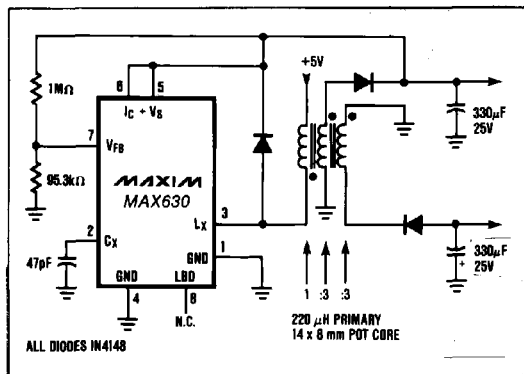 +5V
6
5
1MΩ
IC + VS
330µF
25V
7
VFB
MAXIM
MAX630
95.3kΩ
3
LX
2
CX
1
GND
47pF
330µF
+
25V
GND
LBD
1
:3
:3
4
8
N.C.
220 µH PRIMARY
14 x 8 mm POT CORE
ALL DIODES IN4148